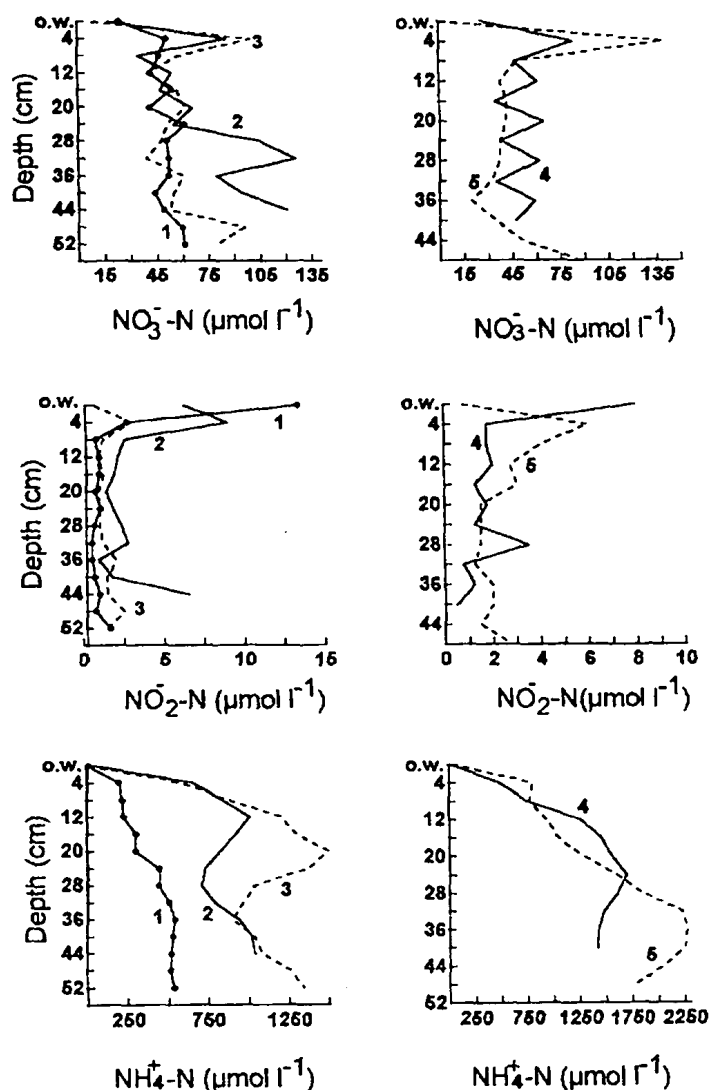 o.w.
4
12
20
28
36
44
52
Depth (cm)
3
2
1
15 45 75 105 135
NO₃⁻-N (µmol l⁻¹)
4
12
20
28
36
44
5
4
15 45 75 105 135
NO₃⁻-N (µmol l⁻¹)
o.w.
4
12
20
28
36
44
52
Depth (cm)
1
2
3
0 5 10 15
NO₂⁻-N (µmol l⁻¹)
o.w.
4
12
20
28
36
44
4
5
0 2 4 6 8 10
NO₂⁻-N(µmol l⁻¹)
o.w.
4
12
20
28
36
44
52
Depth (cm)
3
1
2
250 750 1250
NH₄⁺-N (µmol l⁻¹)
o.w.
4
12
20
28
36
44
52
4
5
250 750 1250 1750 2250
NH₄⁺-N (µmol l⁻¹)